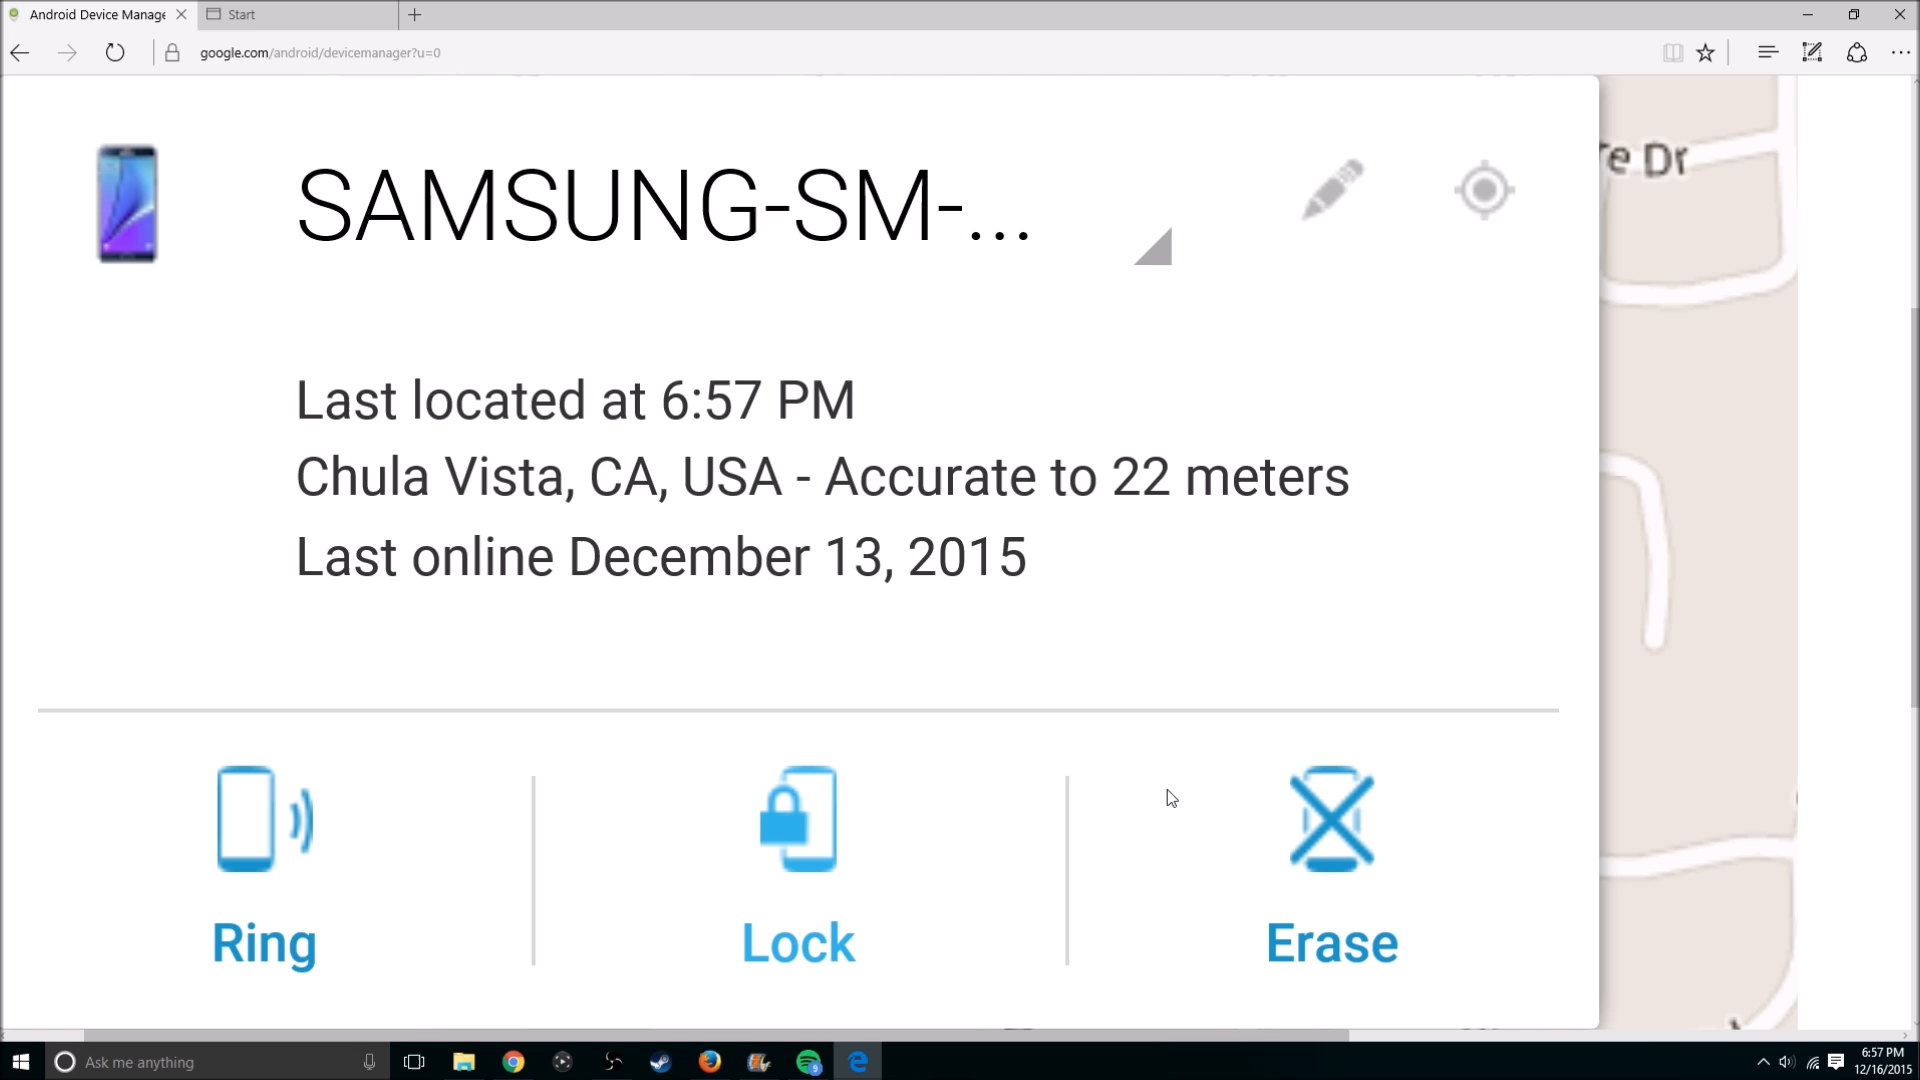 Android Device Manage
Start
google.com/android/devicemanager?u=0
SAMSUNG-SM-...
Dr
Last located at 6:57 PM
Chula Vista, CA, USA - Accurate to 22 meters
Last online December 13, 2015
Ring
Lock
Erase
Ask me anything
9
6:57 PM
12/16/2015